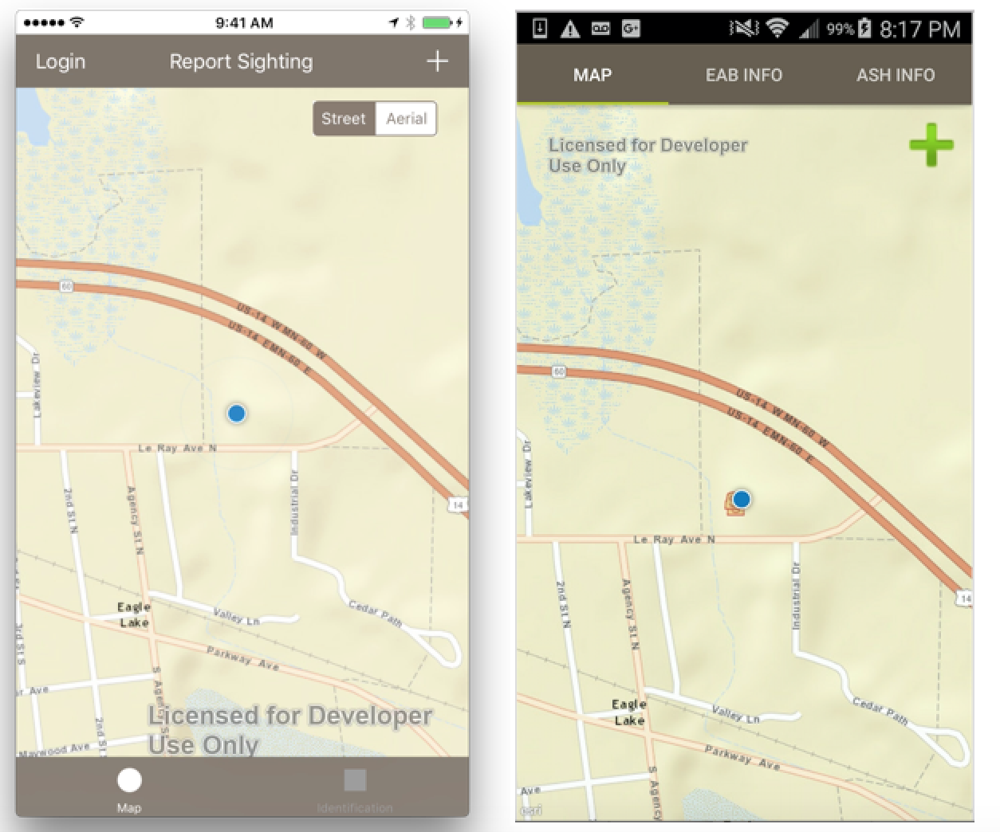 9:41 AM
Login
Report Sighting
Street
Aerial
60
US-14 W MN-60 W
US-14 E MN-60 E
Lakeview Dr
Le Ray Ave N
14
2nd St N
Agency St N
Industrial Dr
Eagle
Lake
Valley Ln
Cedar Path
3rd St S
Parkway Ave
S Agency St
er Ave
2nd St
Maywood Ave
Licensed for Developer
Use Only
Map
Identification
99%
8:17 PM
MAP
EAB INFO
ASH INFO
Licensed for Developer
Use Only
60
US-14 W MN-60 W
US-14 E MN-60 E
Lakeview Dr
Le Ray Ave N
14
2nd St N
Agency St N
Industrial Dr
Eagle
Lake
Valley Ln
Cedar Path
Parkway Ave
S Agency
Ave
esri